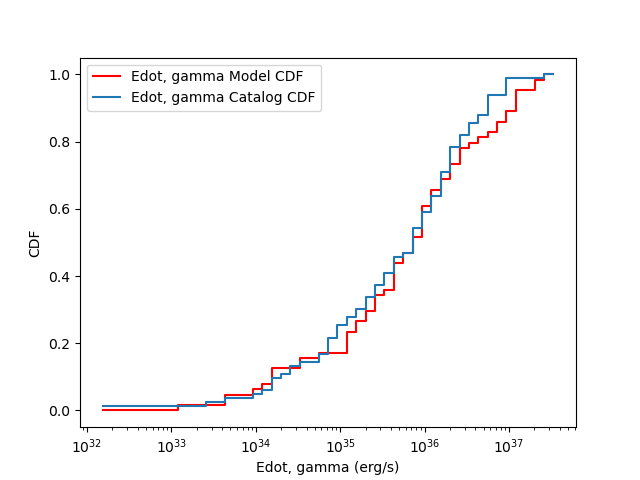 Edot, gamma Model CDF
Edot, gamma Catalog CDF
1.0
0.8
0.6
0.4
0.2
0.0
CDF
10^32 10^33 10^34 10^35 10^36 10^37
Edot, gamma (erg/s)